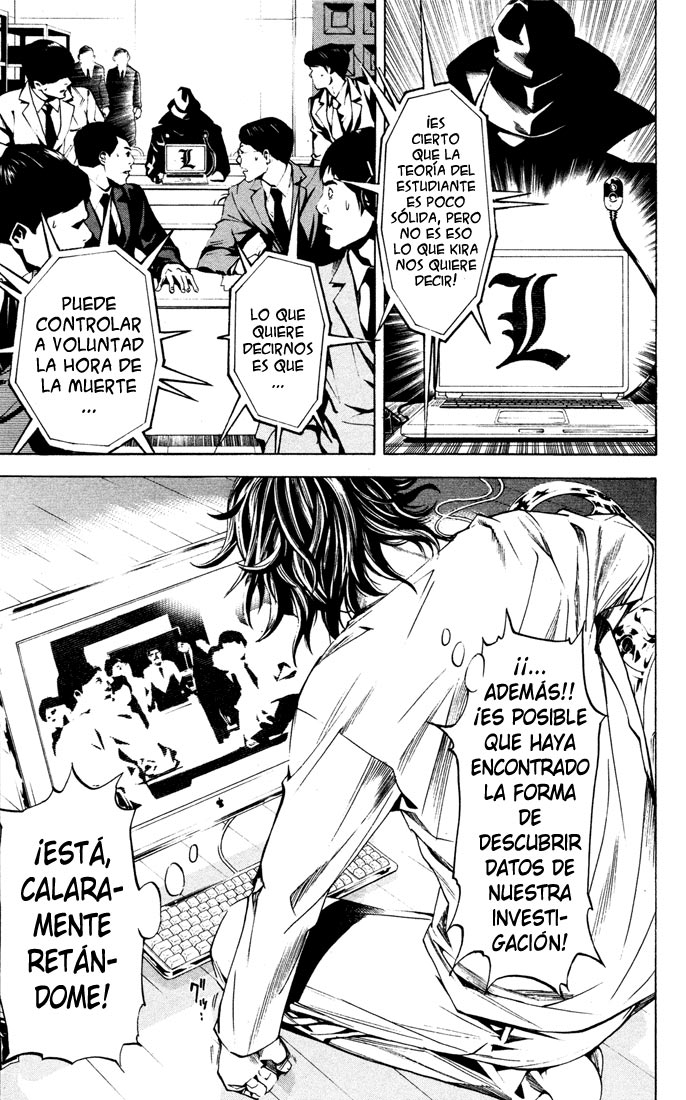 ¡ES
CIERTO
QUE LA
TEORÍA DEL
ESTUDIANTE
ES POCO
SÓLIDA, PERO
NO ES ESO
LO QUE KIRA
NOS QUIERE
DECIR!
L
LO QUE
QUIERE
DECIRNOS
ES QUE
...
PUEDE
CONTROLAR
A VOLUNTAD
LA HORA DE
LA MUERTE
...
L
¡¡...
ADEMÁS!!
¡ES POSIBLE
QUE HAYA
ENCONTRADO
LA FORMA
DE
DESCUBRIR
DATOS DE
NUESTRA
INVESTI-
GACIÓN!
¡ESTÁ,
CALARA-
MENTE
RETÁN-
DOME!
グッ